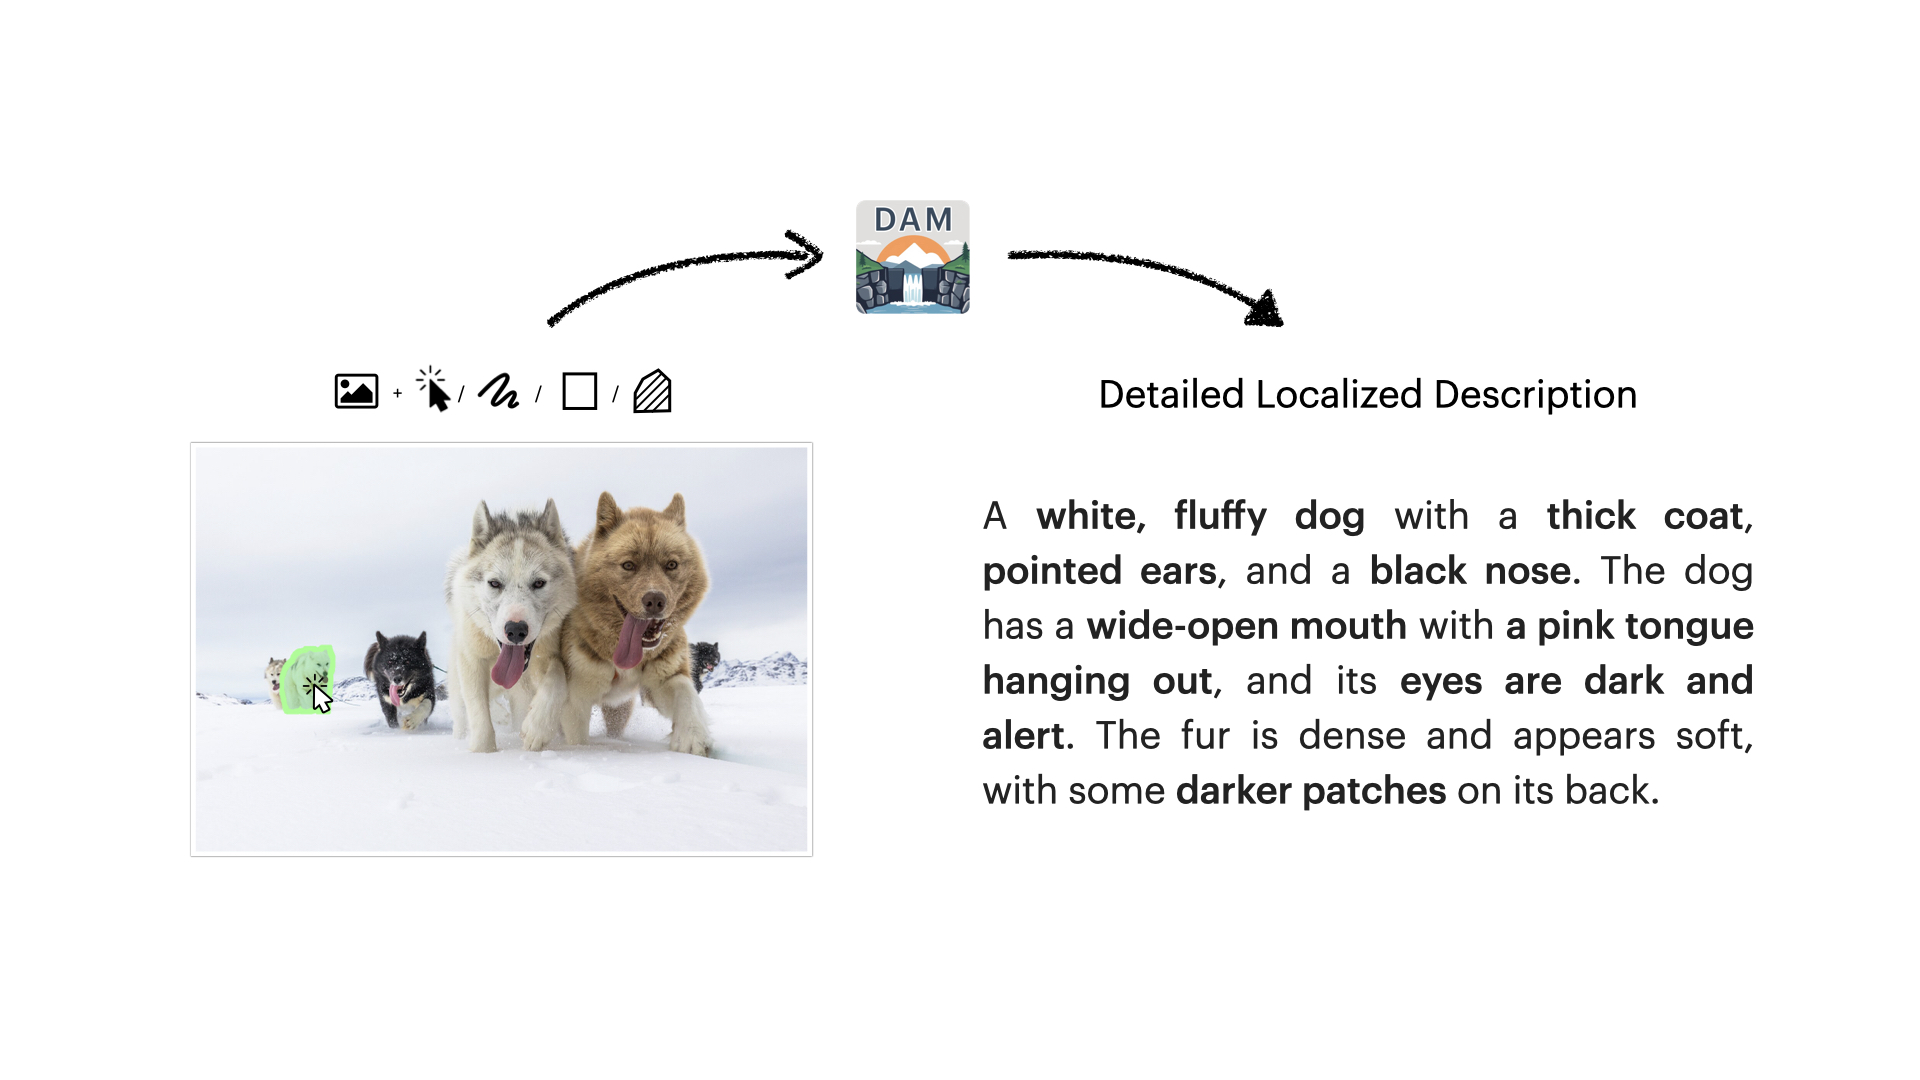 DAM
+ / / /
Detailed Localized Description
A white, fluffy dog with a thick coat,
pointed ears, and a black nose. The dog
has a wide-open mouth with a pink tongue
hanging out, and its eyes are dark and
alert. The fur is dense and appears soft,
with some darker patches on its back.